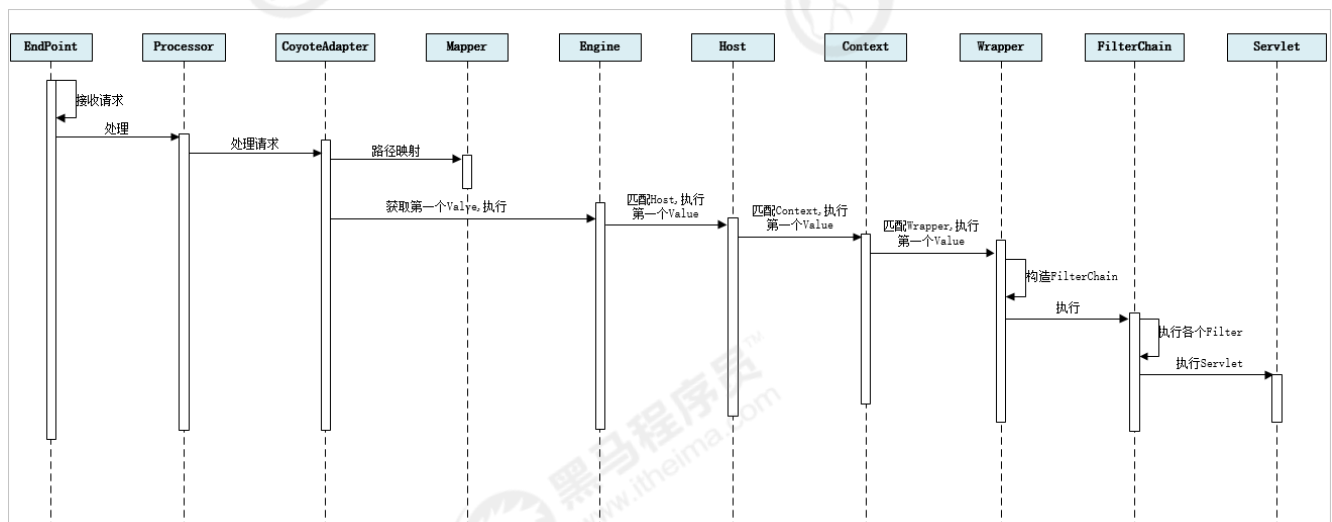 EndPoint
Processor
CoyoteAdapter
Mapper
Engine
Host
Context
Wrapper
FilterChain
Servlet
接收请求
处理
处理请求
路径映射
获取第一个Valve,执行
匹配Host,执行
第一个Value
匹配Context,执行
第一个Value
匹配Wrapper,执行
第一个Value
构造FilterChain
执行
执行各个Filter
执行Servlet
黑马程序员™
www.itheima.com